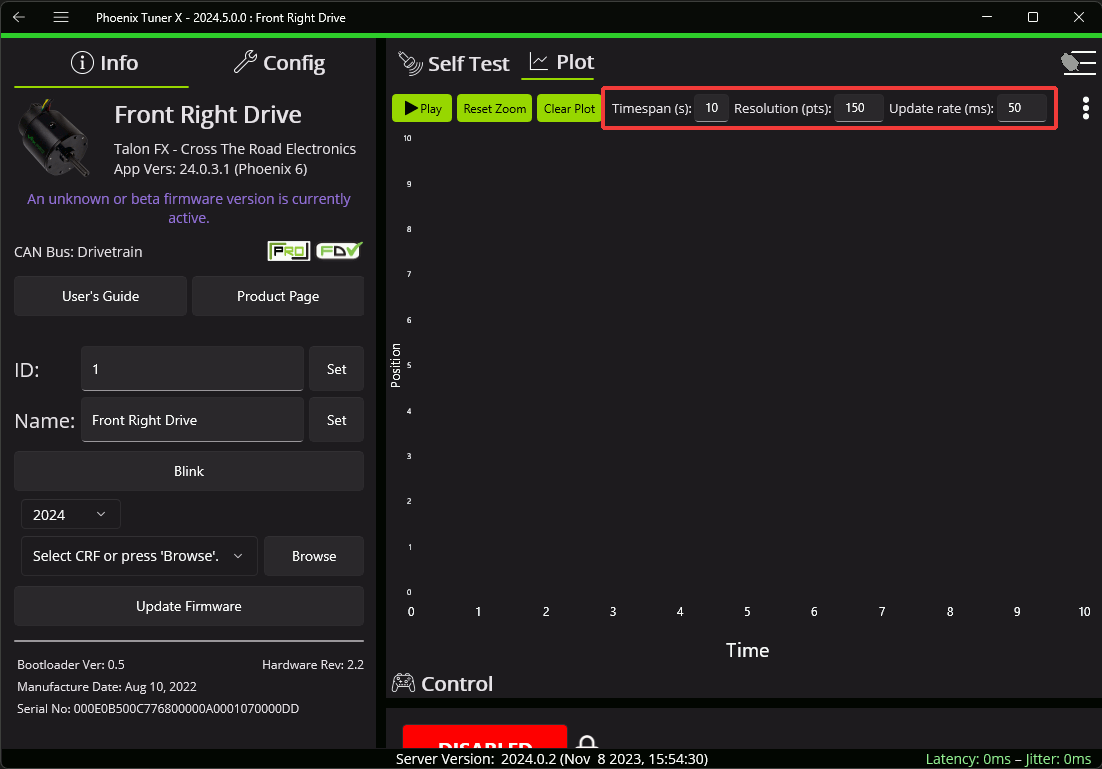 Phoenix Tuner X - 2024.5.0.0 : Front Right Drive
Info
Config
Self Test
Plot
Front Right Drive
Talon FX - Cross The Road Electronics
App Vers: 24.0.3.1 (Phoenix 6)
An unknown or beta firmware version is currently
active.
CAN Bus: Drivetrain
PRO
FDV
User's Guide
Product Page
ID:
1
Set
Name:
Front Right Drive
Set
Blink
2024
Select CRF or press 'Browse'.
Browse
Update Firmware
Bootloader Ver: 0.5
Hardware Rev: 2.2
Manufacture Date: Aug 10, 2022
Serial No: 000E0B500C776800000A0001070000DD
Play
Reset Zoom
Clear Plot
Timespan (s): 10 Resolution (pts): 150 Update rate (ms): 50
10
9
8
7
6
5
4
3
2
1
0
Position
0 1 2 3 4 5 6 7 8 9 10
Time
Control
DISABLED
Server Version: 2024.0.2 (Nov 8 2023, 15:54:30)
Latency: 0ms – Jitter: 0ms